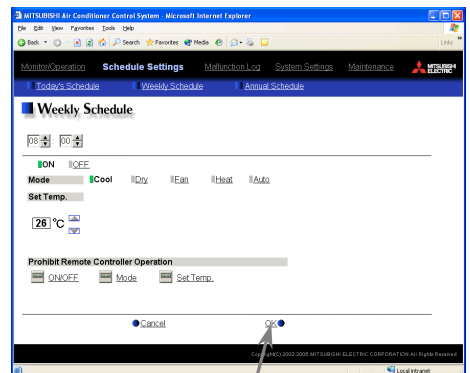 MITSUBISHI Air Conditioner Control System - Microsoft Internet Explorer
File Edit View Favorites Tools Help
Back Search Favorites Media Links
Monitor/Operation Schedule Settings Malfunction Log System Settings Maintenance MITSUBISHI ELECTRIC
Today's Schedule Weekly Schedule Annual Schedule
Weekly Schedule
08 : 00
ON OFF
Mode Cool Dry Fan Heat Auto
Set Temp.
26 °C
Prohibit Remote Controller Operation
ON/OFF Mode Set Temp.
Cancel OK
Copyright(C) 2002-2006 MITSUBISHI ELECTRIC CORPORATION All Rights Reserved
Local intranet